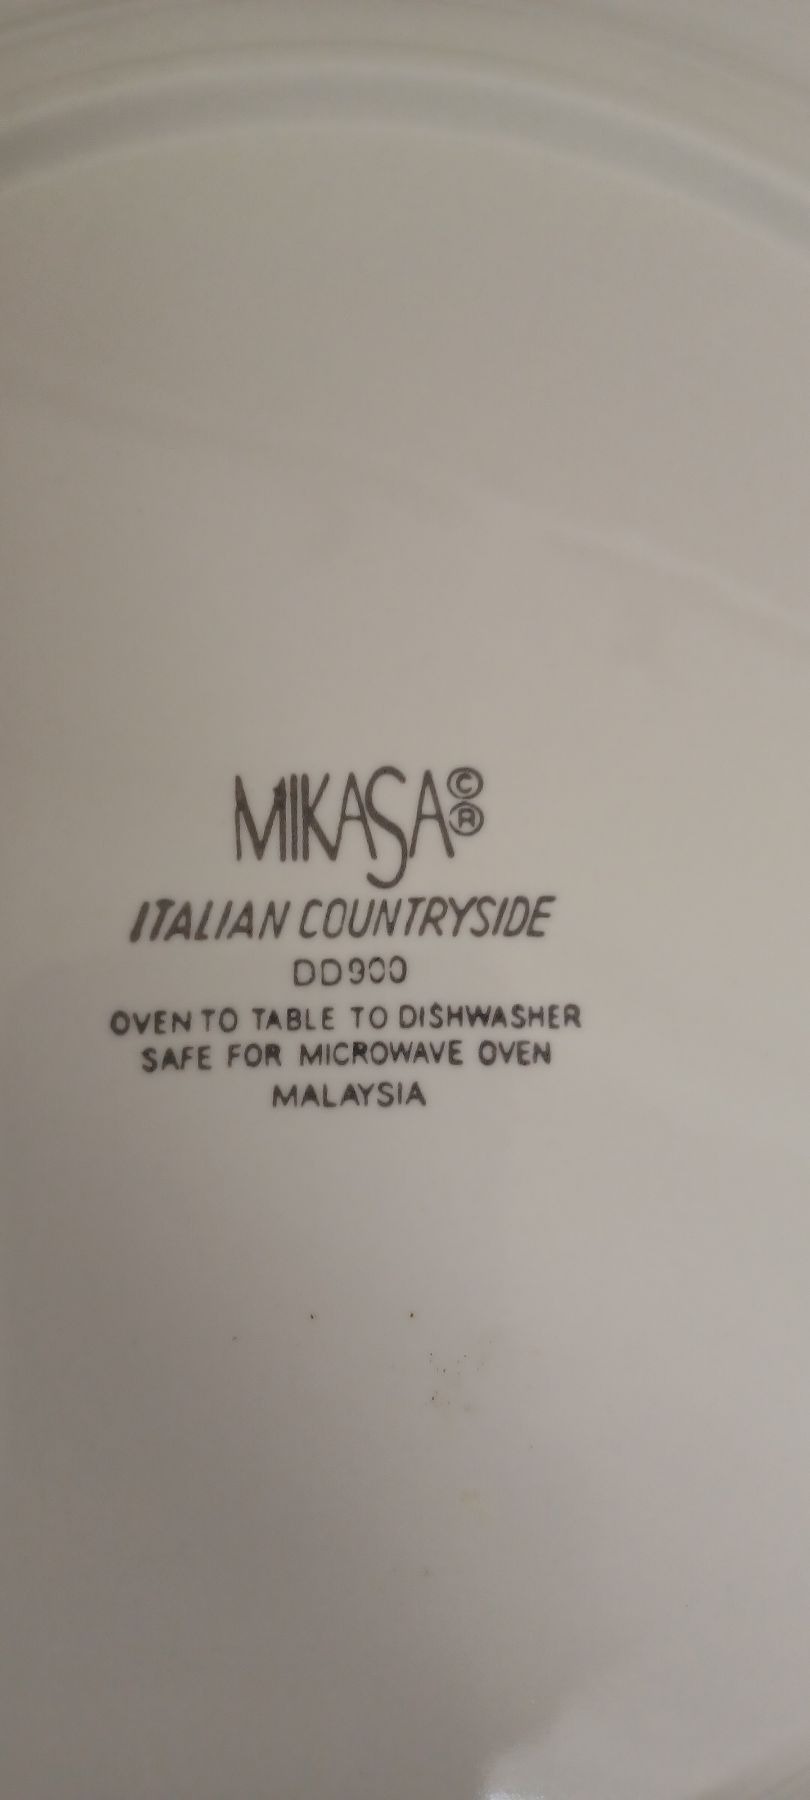 MIKASA©®
ITALIAN COUNTRYSIDE
DD900
OVEN TO TABLE TO DISHWASHER
SAFE FOR MICROWAVE OVEN
MALAYSIA